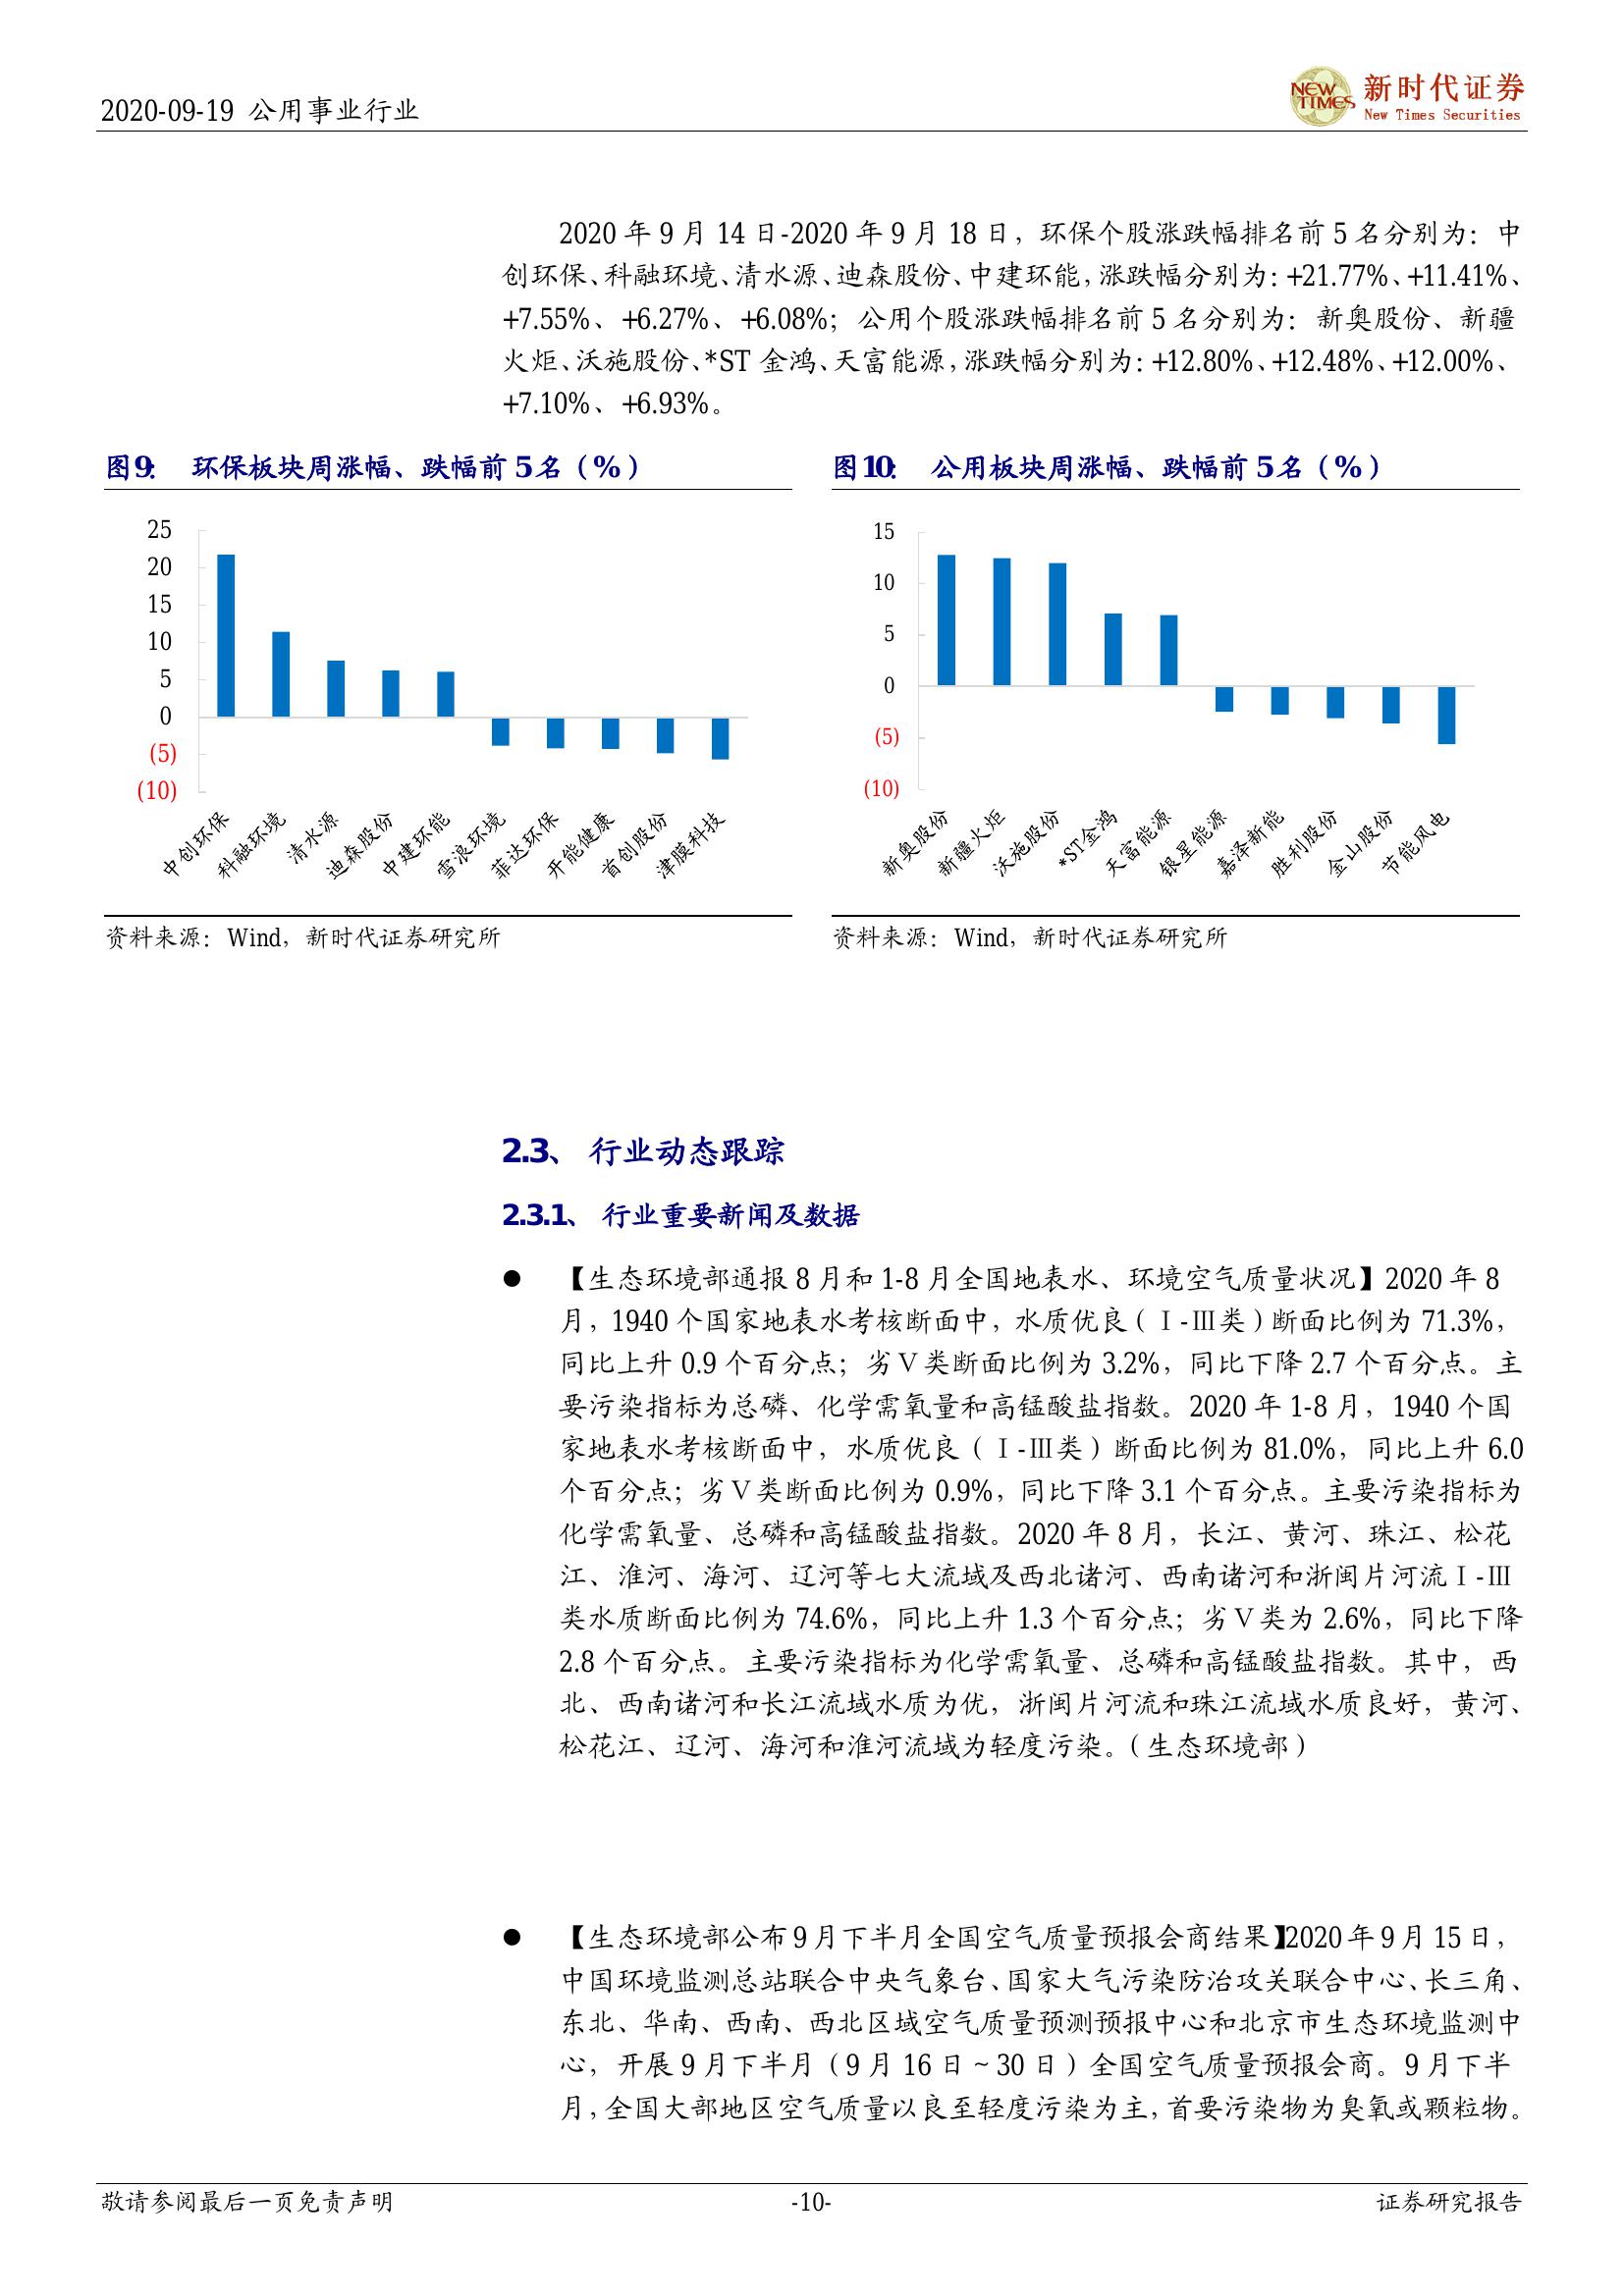 2020-09-19 公用事业行业
NEW TIMES 新时代证券
New Times Securities
2020 年 9 月 14 日-2020 年 9 月 18 日，环保个股涨跌幅排名前 5 名分别为：中
创环保、科融环境、清水源、迪森股份、中建环能，涨跌幅分别为：+21.77%、+11.41%、
+7.55%、+6.27%、+6.08%；公用个股涨跌幅排名前 5 名分别为：新奥股份、新疆
火炬、沃施股份、*ST 金鸿、天富能源，涨跌幅分别为：+12.80%、+12.48%、+12.00%、
+7.10%、+6.93%。
图9： 环保板块周涨幅、跌幅前 5 名（%）
25
20
15
10
5
0
(5)
(10)
中创环保
科融环境
清水源
迪森股份
中建环能
雪浪环境
菲达环保
开能健康
首创股份
津膜科技
资料来源：Wind，新时代证券研究所
图10： 公用板块周涨幅、跌幅前 5 名（%）
15
10
5
0
(5)
(10)
新奥股份
新疆火炬
沃施股份
*ST金鸿
天富能源
银星能源
嘉泽新能
胜利股份
金山股份
节能风电
资料来源：Wind，新时代证券研究所
2.3、 行业动态跟踪
2.3.1、 行业重要新闻及数据
● 【生态环境部通报 8 月和 1-8 月全国地表水、环境空气质量状况】2020 年 8
月，1940 个国家地表水考核断面中，水质优良（Ⅰ-Ⅲ类）断面比例为 71.3%，
同比上升 0.9 个百分点；劣Ⅴ类断面比例为 3.2%，同比下降 2.7 个百分点。主
要污染指标为总磷、化学需氧量和高锰酸盐指数。2020 年 1-8 月，1940 个国
家地表水考核断面中，水质优良（Ⅰ-Ⅲ类）断面比例为 81.0%，同比上升 6.0
个百分点；劣Ⅴ类断面比例为 0.9%，同比下降 3.1 个百分点。主要污染指标为
化学需氧量、总磷和高锰酸盐指数。2020 年 8 月，长江、黄河、珠江、松花
江、淮河、海河、辽河等七大流域及西北诸河、西南诸河和浙闽片河流Ⅰ-Ⅲ
类水质断面比例为 74.6%，同比上升 1.3 个百分点；劣Ⅴ类为 2.6%，同比下降
2.8 个百分点。主要污染指标为化学需氧量、总磷和高锰酸盐指数。其中，西
北、西南诸河和长江流域水质为优，浙闽片河流和珠江流域水质良好，黄河、
松花江、辽河、海河和淮河流域为轻度污染。（生态环境部）
● 【生态环境部公布 9 月下半月全国空气质量预报会商结果】2020 年 9 月 15 日，
中国环境监测总站联合中央气象台、国家大气污染防治攻关联合中心、长三角、
东北、华南、西南、西北区域空气质量预测预报中心和北京市生态环境监测中
心，开展 9 月下半月（9 月 16 日～30 日）全国空气质量预报会商。9 月下半
月，全国大部地区空气质量以良至轻度污染为主，首要污染物为臭氧或颗粒物。
敬请参阅最后一页免责声明
-10-
证券研究报告